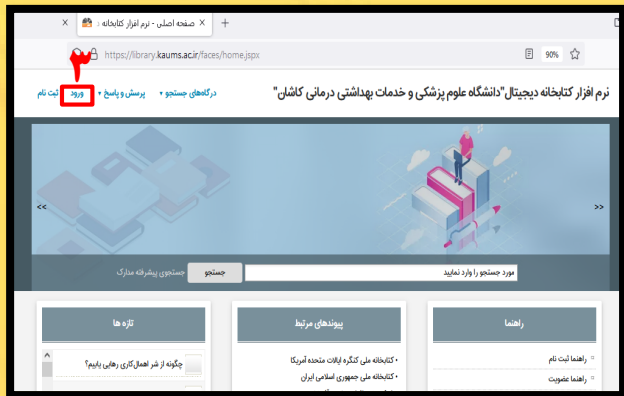 صفحه اصلی - نرم افزار کتابخانه :
https://library.kaums.ac.ir/faces/home.jspx
90%
۳
نرم افزار کتابخانه دیجیتال"دانشگاه علوم پزشکی و خدمات بهداشتی درمانی کاشان"
درگاه‌های جستجو
پرسش و پاسخ
ورود
ثبت نام
<<
>>
مورد جستجو را وارد نمایید
جستجو
جستجوی پیشرفته مدارک
راهنما
راهنما ثبت نام
راهنما عضویت
پیوندهای مرتبط
• کتابخانه ملی کنگره ایالات متحده آمریکا
• کتابخانه ملی جمهوری اسلامی ایران
تازه ها
چگونه از شر اهمال‌کاری رهایی یابیم؟